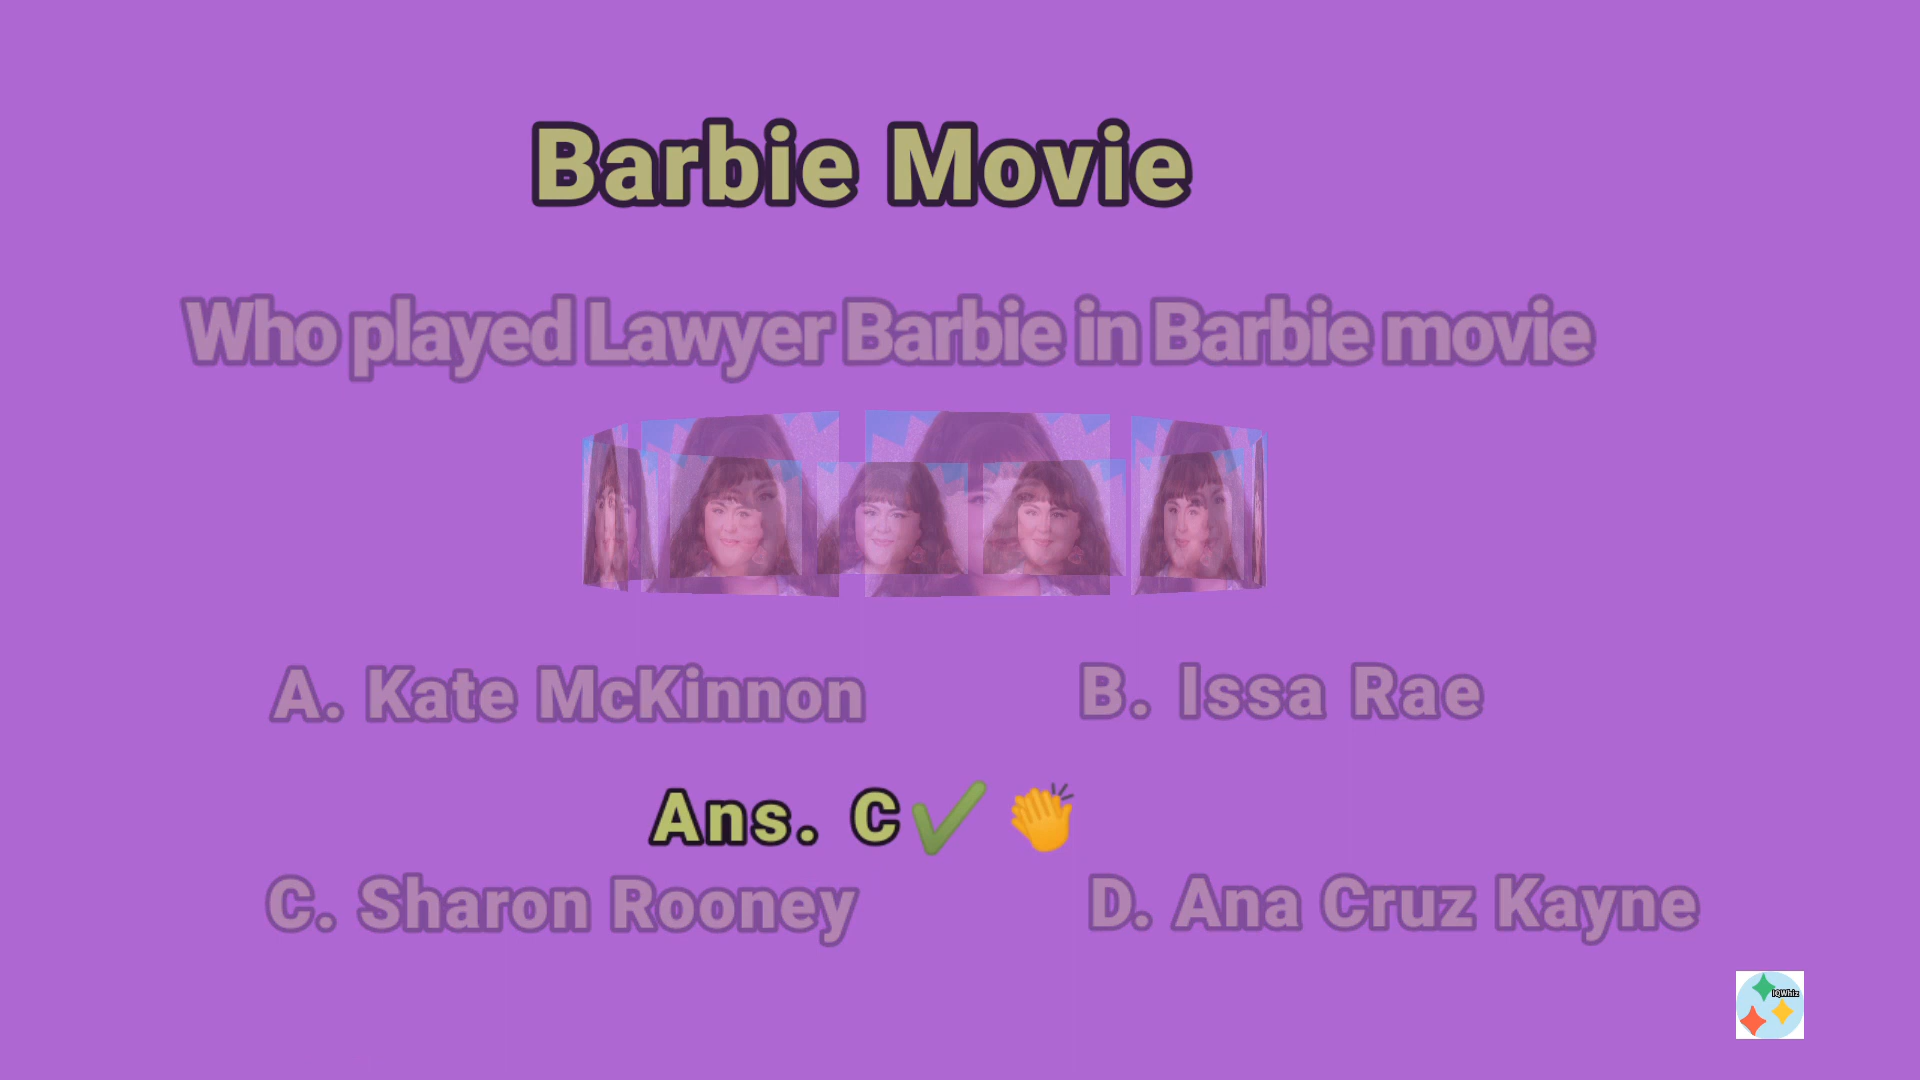 Barbie Movie
Who played Lawyer Barbie in Barbie movie
A. Kate McKinnon
B. Issa Rae
Ans. C✔️ 👏
C. Sharon Rooney
D. Ana Cruz Kayne
IQWhiz